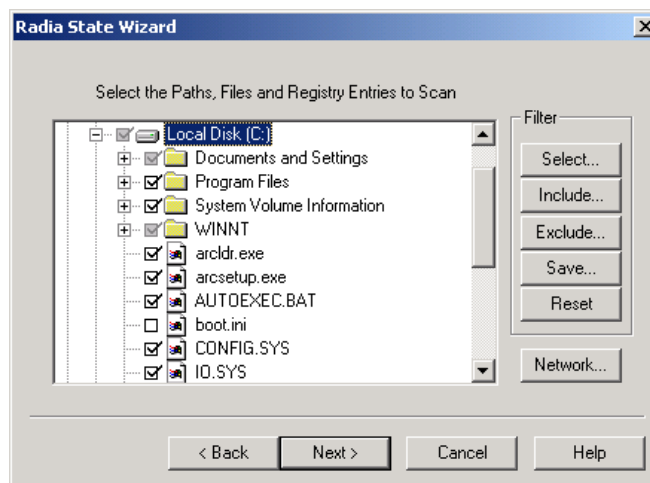 Radia State Wizard
Select the Paths, Files and Registry Entries to Scan
Local Disk (C:)
Documents and Settings
Program Files
System Volume Information
WINNT
arcldr.exe
arcsetup.exe
AUTOEXEC.BAT
boot.ini
CONFIG.SYS
IO.SYS
Filter
Select...
Include...
Exclude...
Save...
Reset
Network...
< Back
Next >
Cancel
Help